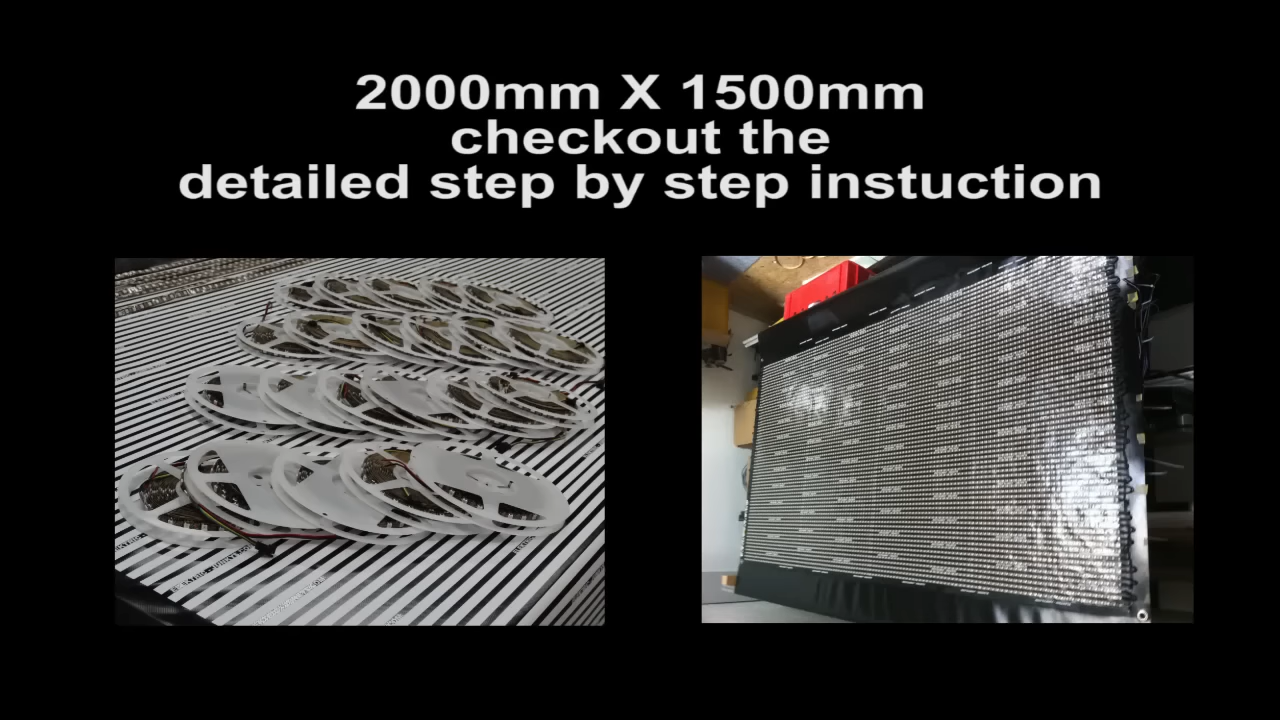 2000mm X 1500mm
checkout the
detailed step by step instuction